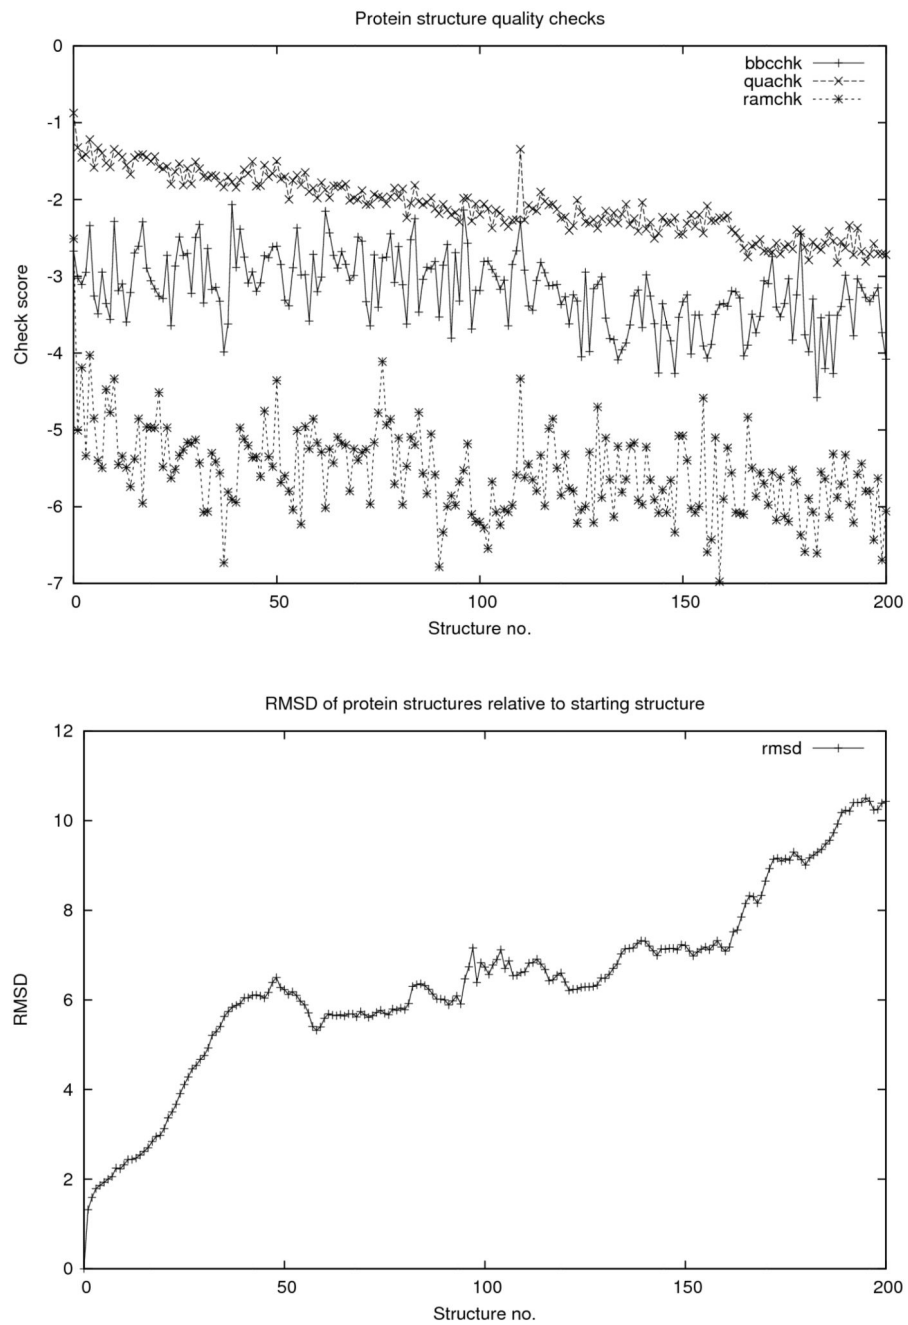 Protein structure quality checks
0
-1
-2
-3
-4
-5
-6
-7
Check score
bbcchk
quachk
ramchk
0 50 100 150 200
Structure no.
RMSD of protein structures relative to starting structure
12
10
8
6
4
2
0
RMSD
rmsd
0 50 100 150 200
Structure no.